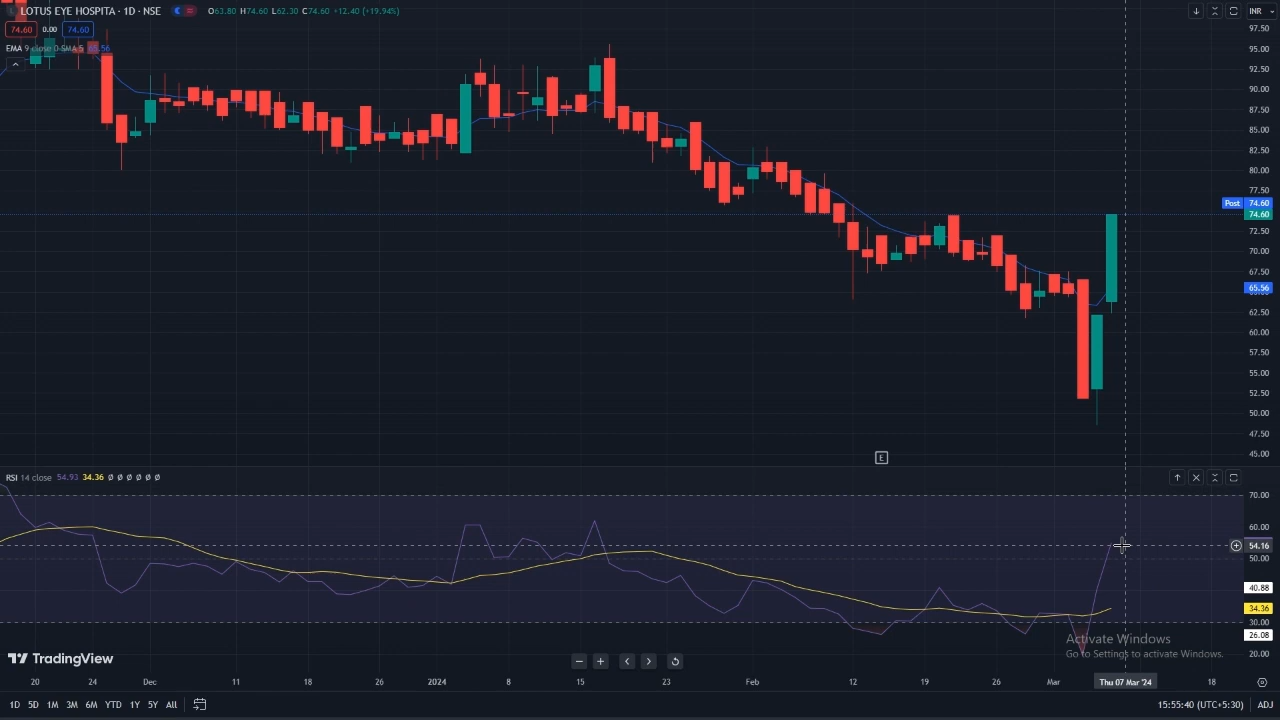 LOTUS EYE HOSPITA · 1D · NSE O63.80 H74.60 L62.30 C74.60 +12.40 (+19.94%) INR
74.60 0.00 74.60
EMA 9 close 0 SMA 5 65.56
97.50
95.00
92.50
90.00
87.50
85.00
82.50
80.00
77.50
Post 74.60
74.60
72.50
70.00
67.50
65.56
62.50
60.00
57.50
55.00
52.50
50.00
47.50
45.00
E
RSI 14 close 54.93 34.36 ∅ ∅ ∅ ∅ ∅ ∅
70.00
60.00
54.16
50.00
40.88
34.36
30.00
26.08
20.00
Activate Windows
Go to Settings to activate Windows.
TradingView
20 24 Dec 11 18 26 2024 8 15 23 Feb 12 19 26 Mar Thu 07 Mar '24 18
1D 5D 1M 3M 6M YTD 1Y 5Y All 15:55:40 (UTC+5:30) ADJ